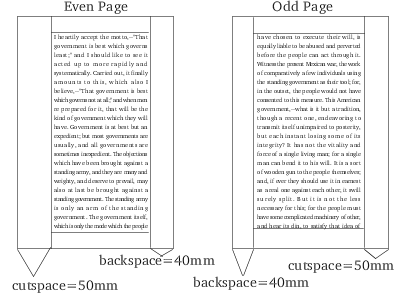 Even Page
I heartily accept the motto,—"That
government is best which governs
least;" and I should like to see it
acted up to more rapidly and
systematically. Carried out, it finally
amounts to this, which also I
believe,—"That government is best
which governs not at all;" and when men
are prepared for it, that will be the
kind of government which they will
have. Government is at best but an
expedient; but most governments are
usually, and all governments are
sometimes inexpedient. The objections
which have been brought against a
standing army, and they are many and
weighty, and deserve to prevail, may
also at last be brought against a
standing government. The standing army
is only an arm of the standing
government. The government itself,
which is only the mode which the people
cutspace=50mm
backspace=40mm
Odd Page
have chosen to execute their will, is
equally liable to be abused and perverted
before the people can act through it.
Witness the present Mexican war, the work
of comparatively a few individuals using
the standing government as their tool; for,
in the outset, the people would not have
consented to this measure. This American
government,—what is it but a tradition,
though a recent one, endeavoring to
transmit itself unimpaired to posterity,
but each instant losing some of its
integrity? It has not the vitality and
force of a single living man; for a single
man can bend it to his will. It is a sort
of wooden gun to the people themselves;
and, if ever they should use it in earnest
as a real one against each other, it will
surely split. But it is not the less
necessary for this; for the people must
have some complicated machinery of other,
and hear its din, to satisfy that idea of
backspace=40mm
cutspace=50mm